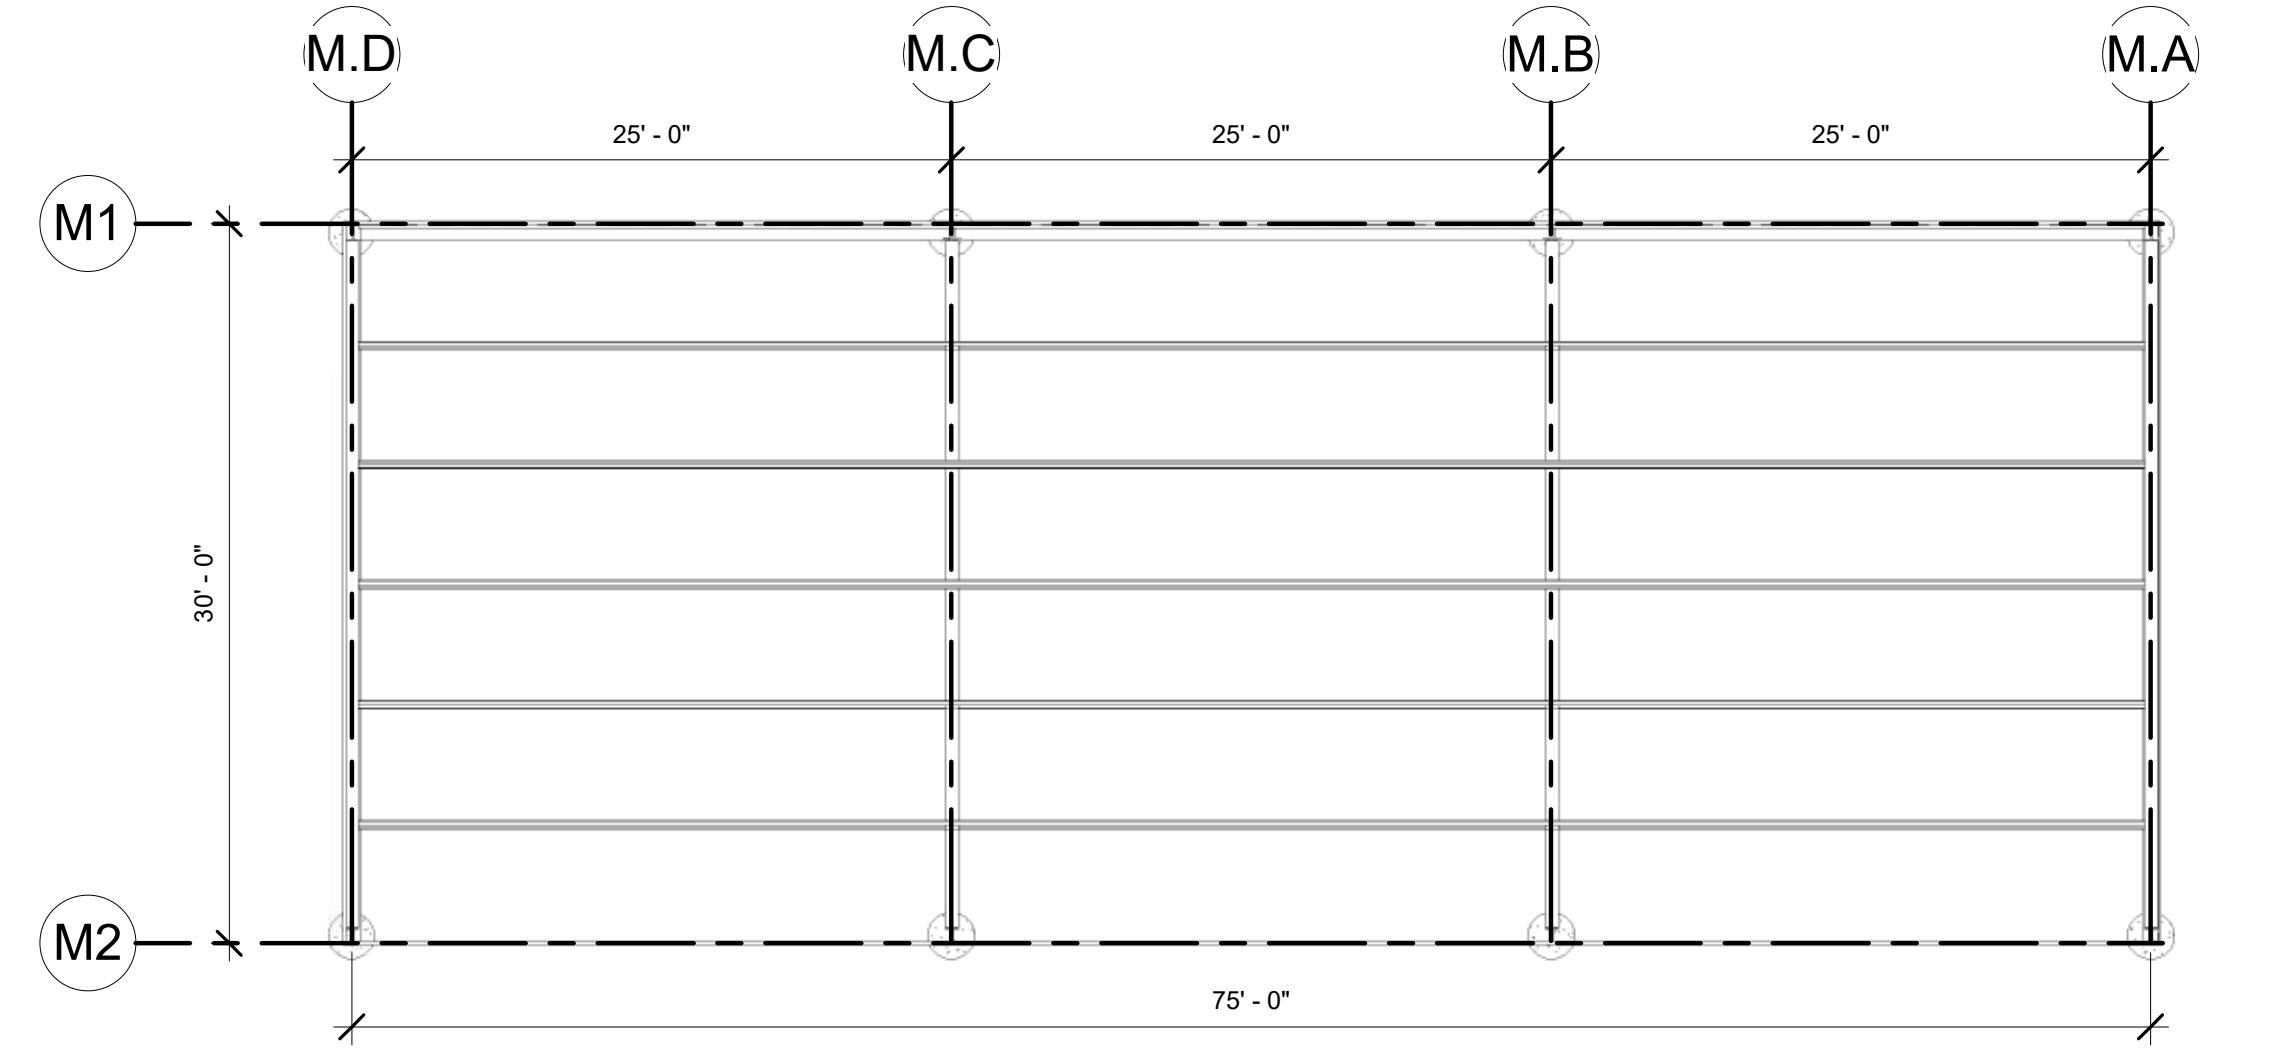 M.D
M.C
M.B
M.A
25' - 0"
25' - 0"
25' - 0"
M1
30' - 0"
M2
75' - 0"